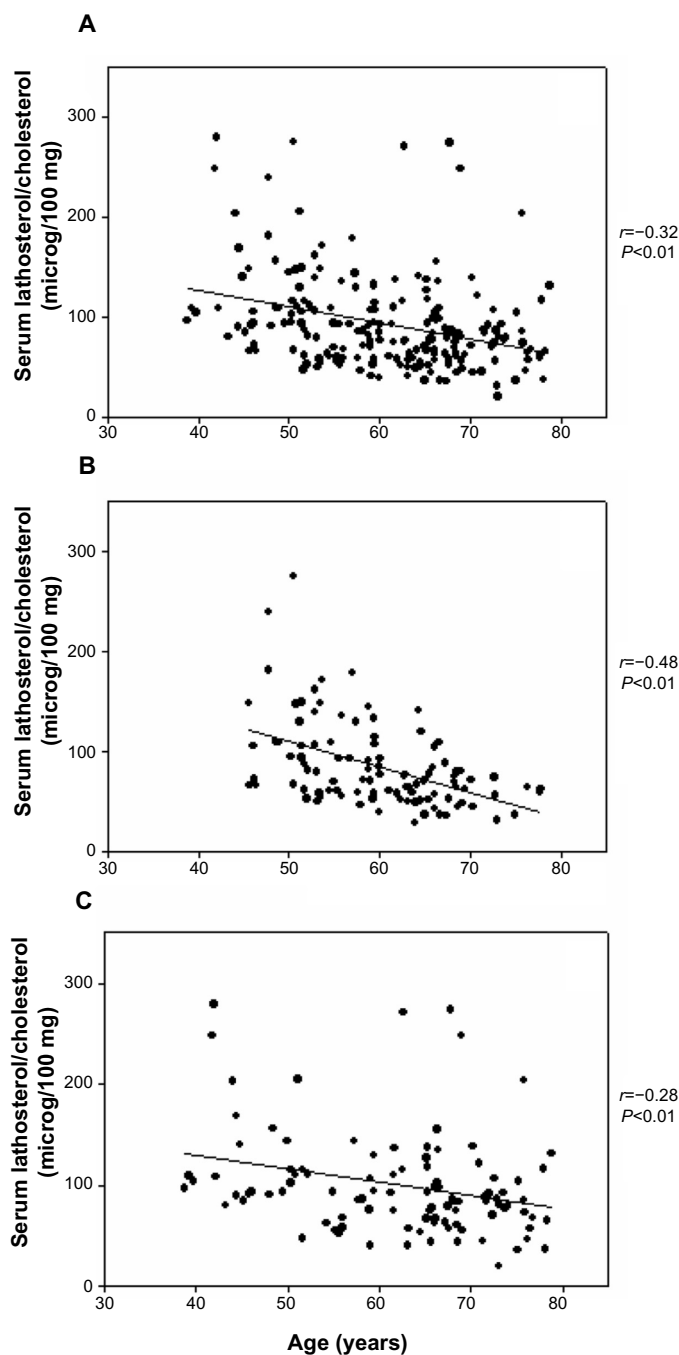 A
Serum lathosterol/cholesterol
(microg/100 mg)
300
200
100
0
30 40 50 60 70 80
r=−0.32
P<0.01
B
Serum lathosterol/cholesterol
(microg/100 mg)
300
200
100
0
30 40 50 60 70 80
r=−0.48
P<0.01
C
Serum lathosterol/cholesterol
(microg/100 mg)
300
200
100
0
30 40 50 60 70 80
r=−0.28
P<0.01
Age (years)